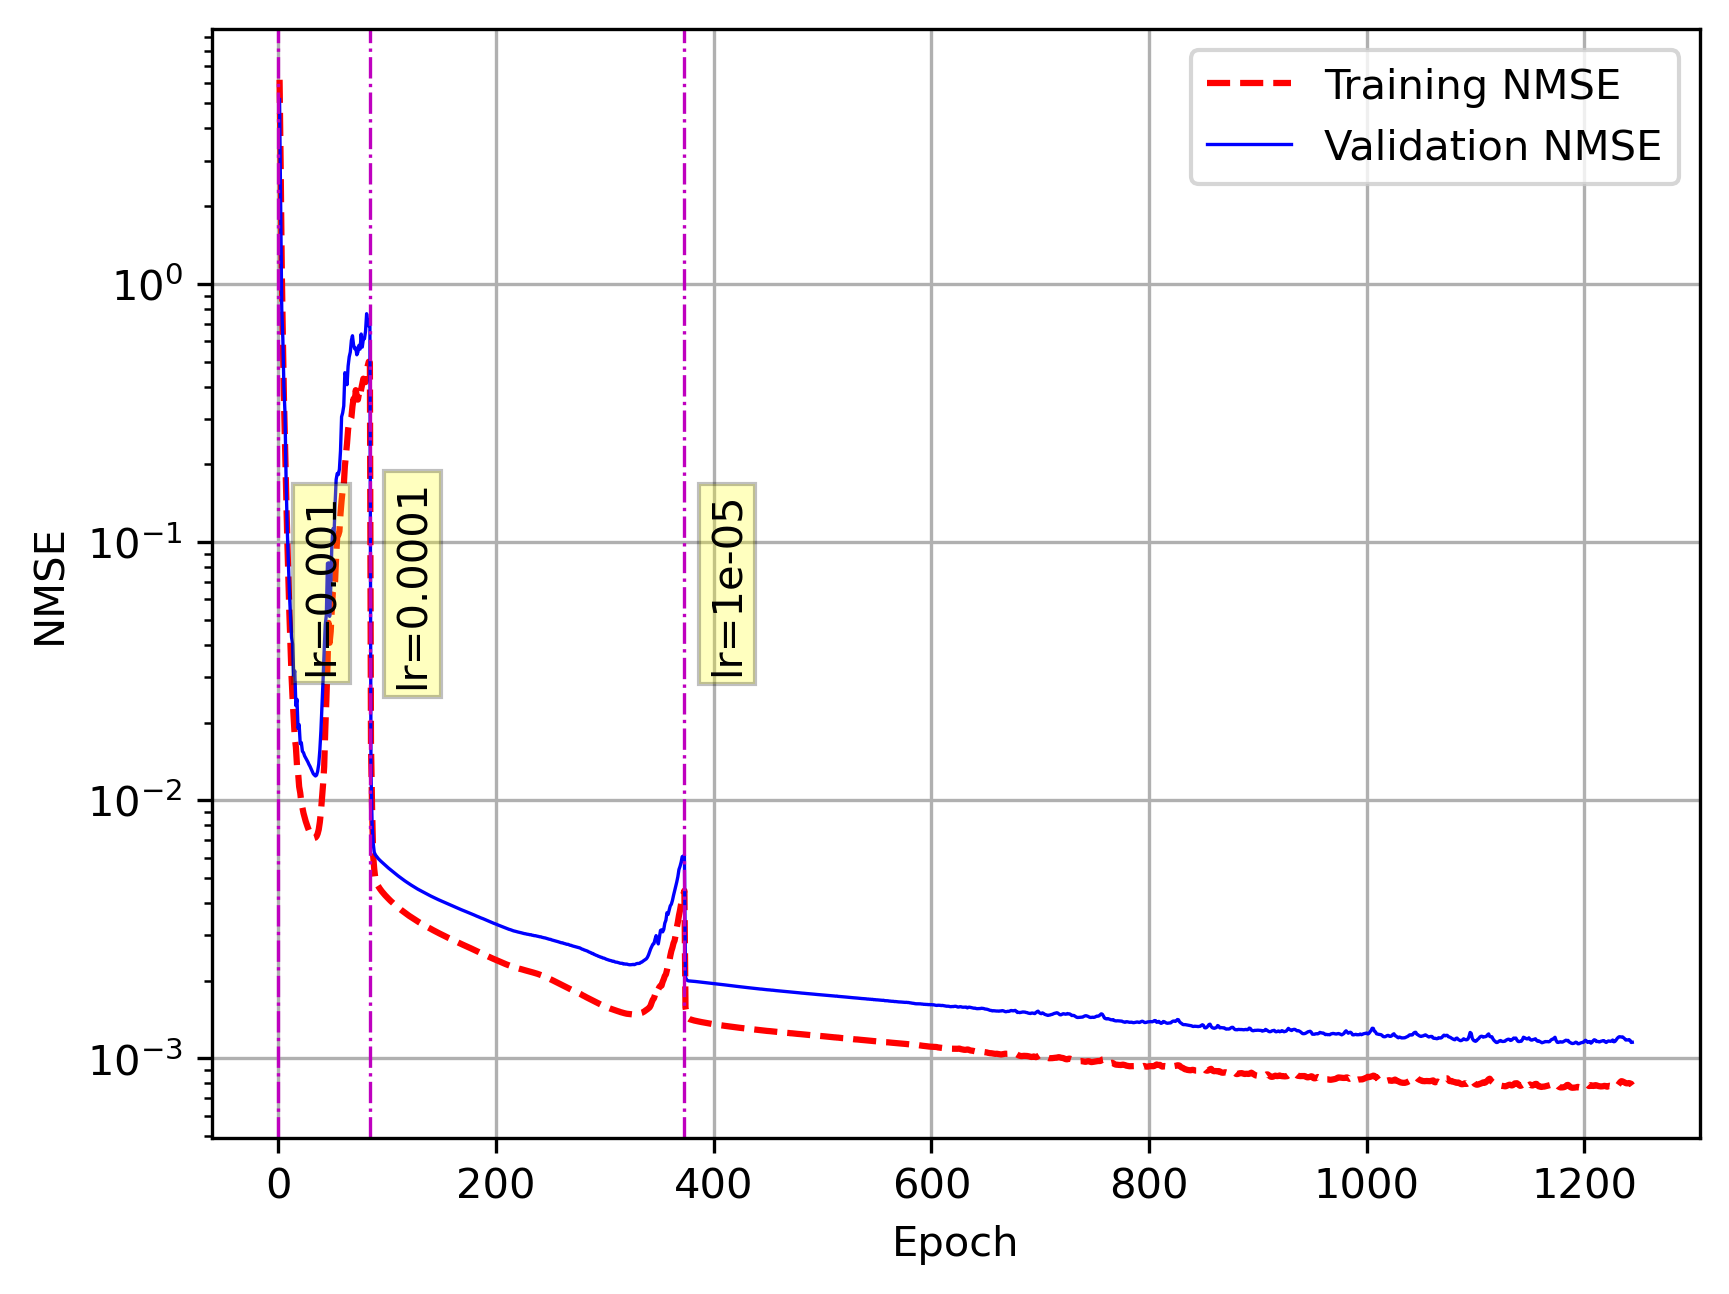 Training NMSE
Validation NMSE
10⁰
10⁻¹
10⁻²
10⁻³
NMSE
lr=0.001
lr=0.0001
lr=1e-05
0 200 400 600 800 1000 1200
Epoch